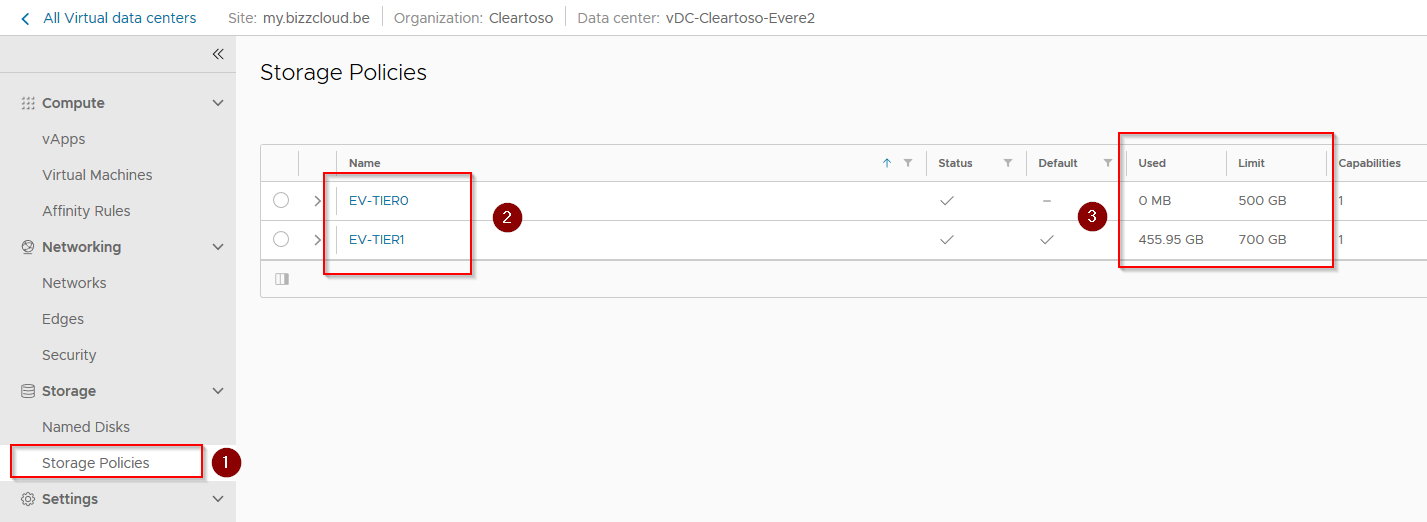 All Virtual data centers Site: my.bizzcloud.be Organization: Cleartoso Data center: vDC-Cleartoso-Evere2
Storage Policies
Compute
vApps
Virtual Machines
Affinity Rules
Networking
Networks
Edges
Security
Storage
Named Disks
Storage Policies 1
Settings
Name Status Default Used Limit Capabilities
EV-TIER0 – 0 MB 500 GB 1
2 3
EV-TIER1 455.95 GB 700 GB 1